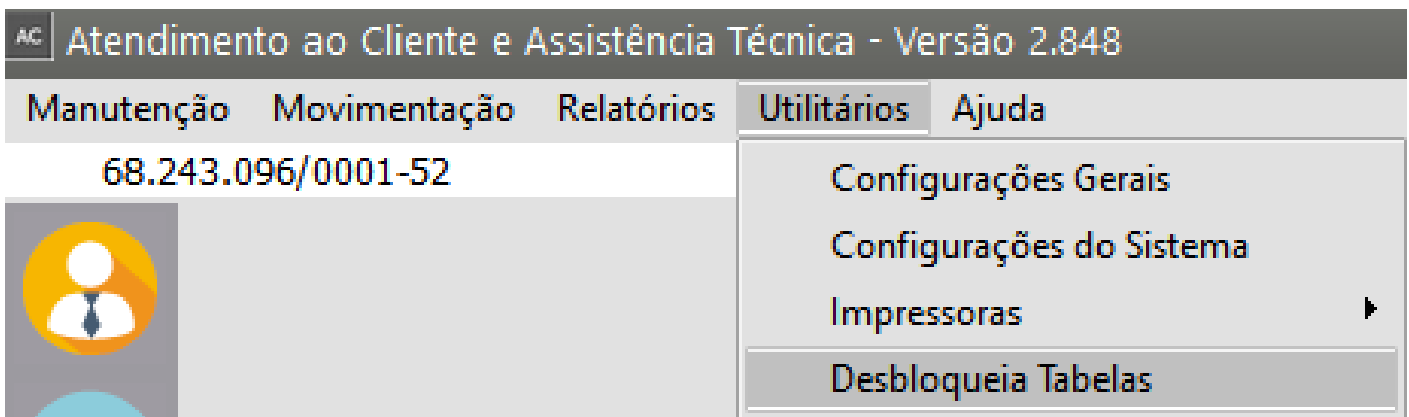 AC Atendimento ao Cliente e Assistência Técnica - Versão 2.848
Manutenção Movimentação Relatórios Utilitários Ajuda
68.243.096/0001-52
Configurações Gerais
Configurações do Sistema
Impressoras
Desbloqueia Tabelas